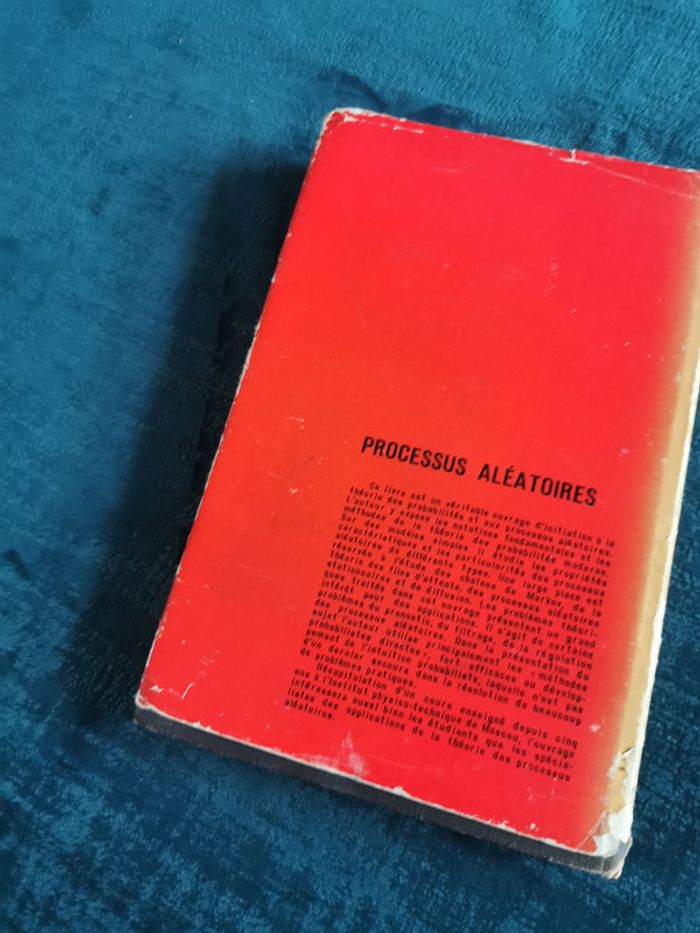 PROCESSUS ALÉATOIRES
Ce livre est un véritable ouvrage d'initiation à la
théorie des probabilités et aux processus aléatoires.
L'auteur y expose les notions fondamentales et les
méthodes de la théorie des probabilités moderne.
Sur des modèles simples il étudie les propriétés
caractéristiques et les particularités des processus
aléatoires de différents types. Une large place est
réservée à l'étude des chaînes de Markov, de la
théorie des files d'attente, des processus aléatoires
stationnaires et de diffusion. Les problèmes théori-
ques traités dans cet ouvrage présentent un grand
intérêt pour des applications. Il s'agit de certains
problèmes du pronostic, du filtrage, de la régulation
des processus aléatoires. Dans la présentation du
sujet l'auteur utilise principalement les «méthodes
probabilistes directes», fort efficaces au dévelop-
pement de l'intuition probabiliste, laquelle n'est pas
d'un dernier secours dans la résolution de beaucoup
de problèmes pratiques.
Récapitulation d'un cours enseigné depuis cinq
ans à l'Institut physico-technique de Moscou, l'ouvrage
intéressera aussi bien les étudiants que les spécia-
listes des applications de la théorie des processus
aléatoires.